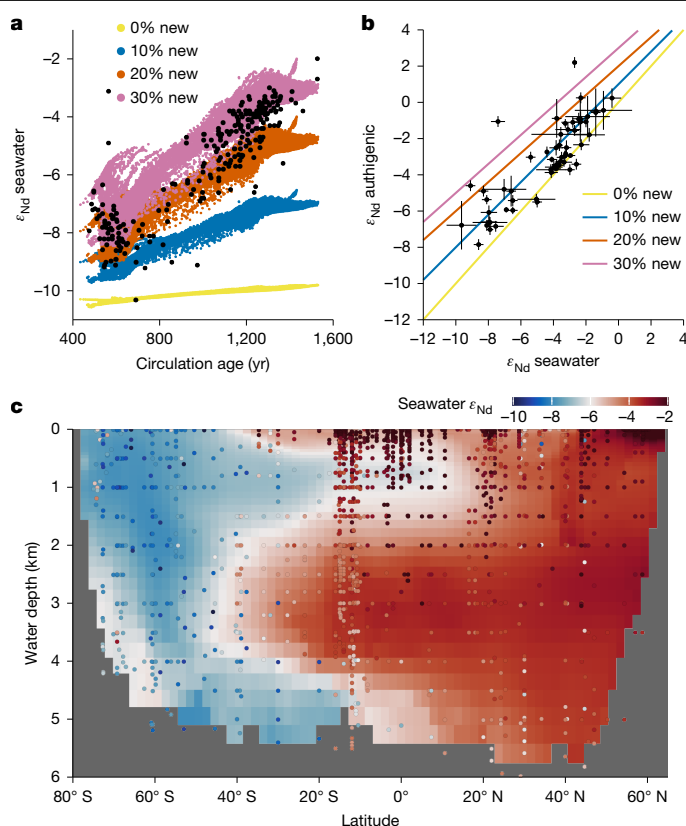 a
0% new
10% new
20% new
30% new
−2
−4
−6
−8
−10
εNd seawater
400 800 1,200 1,600
Circulation age (yr)
b
4
2
0
−2
−4
−6
−8
−10
−12
εNd authigenic
0% new
10% new
20% new
30% new
−12 −10 −8 −6 −4 −2 0 2 4
εNd seawater
c
Seawater εNd
−10 −8 −6 −4 −2
0
1
2
3
4
5
6
Water depth (km)
80° S 60° S 40° S 20° S 0° 20° N 40° N 60° N
Latitude